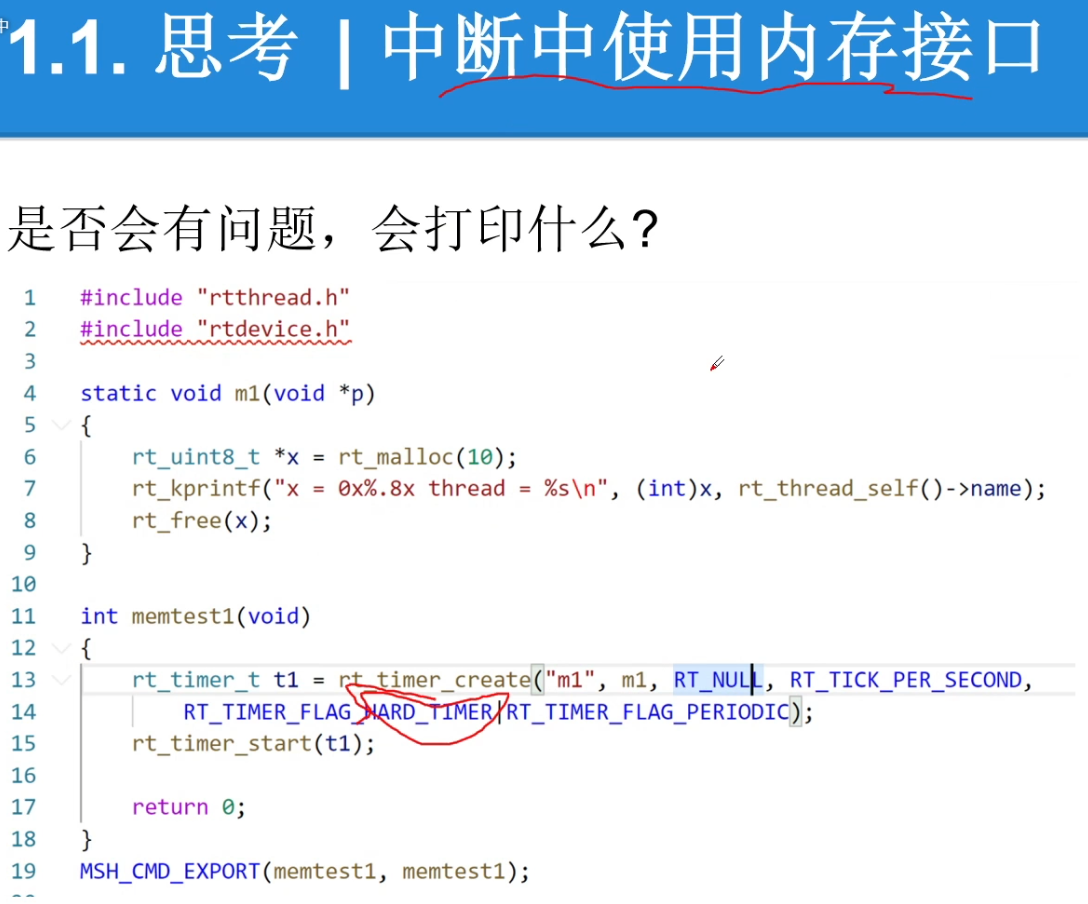 中
1.1. 思考 | 中断中使用内存接口
是否会有问题，会打印什么?
1 #include "rtthread.h"
2 #include "rtdevice.h"
3
4 static void m1(void *p)
5 {
6 rt_uint8_t *x = rt_malloc(10);
7 rt_kprintf("x = 0x%.8x thread = %s\n", (int)x, rt_thread_self()->name);
8 rt_free(x);
9 }
10
11 int memtest1(void)
12 {
13 rt_timer_t t1 = rt_timer_create("m1", m1, RT_NULL, RT_TICK_PER_SECOND,
14 RT_TIMER_FLAG_HARD_TIMER|RT_TIMER_FLAG_PERIODIC);
15 rt_timer_start(t1);
16
17 return 0;
18 }
19 MSH_CMD_EXPORT(memtest1, memtest1);